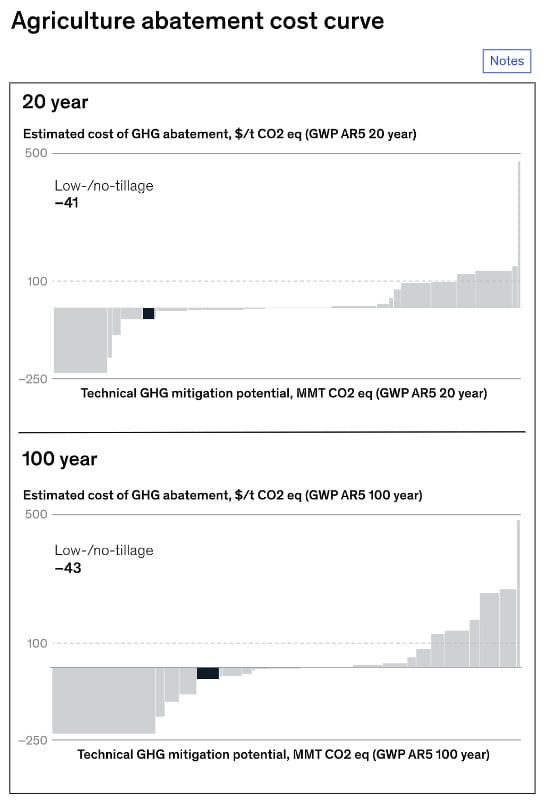 Agriculture abatement cost curve
Notes
20 year
Estimated cost of GHG abatement, $/t CO2 eq (GWP AR5 20 year)
500
Low-/no-tillage
–41
100
–250
Technical GHG mitigation potential, MMT CO2 eq (GWP AR5 20 year)
100 year
Estimated cost of GHG abatement, $/t CO2 eq (GWP AR5 100 year)
500
Low-/no-tillage
–43
100
–250
Technical GHG mitigation potential, MMT CO2 eq (GWP AR5 100 year)